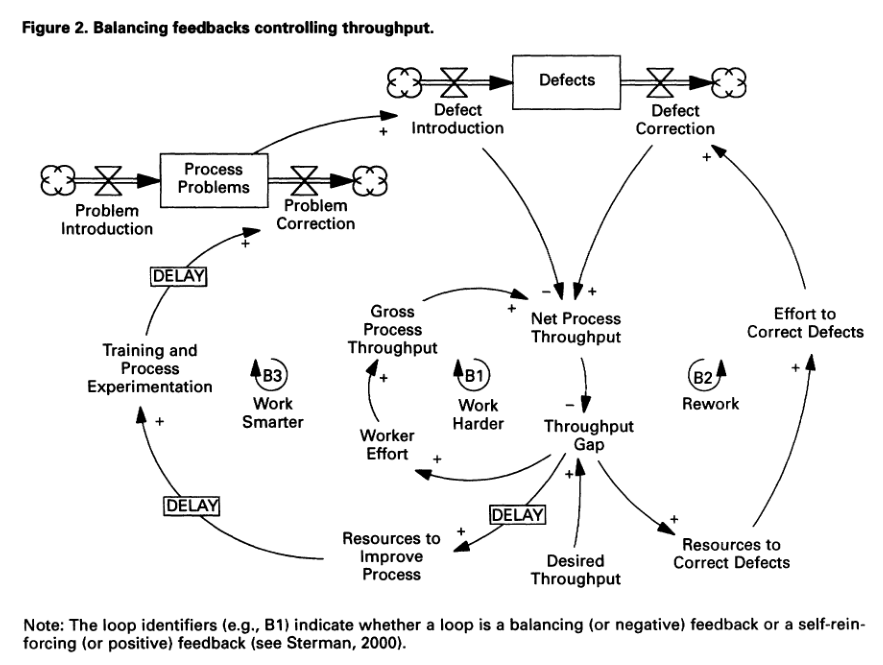 Figure 2. Balancing feedbacks controlling throughput.
Defects
Defect
Introduction
Defect
Correction
+
+
Process
Problems
Problem
Introduction
Problem
Correction
+
DELAY
Training and
Process
Experimentation
+
B3
Work
Smarter
Gross
Process
Throughput
+
+
B1
Work
Harder
Worker
Effort
+
−
+
Net Process
Throughput
−
Throughput
Gap
+
B2
Rework
Effort to
Correct Defects
+
DELAY
DELAY
+
+
Resources to
Improve
Process
Desired
Throughput
Resources to
Correct Defects
Note: The loop identifiers (e.g., B1) indicate whether a loop is a balancing (or negative) feedback or a self-rein-
forcing (or positive) feedback (see Sterman, 2000).